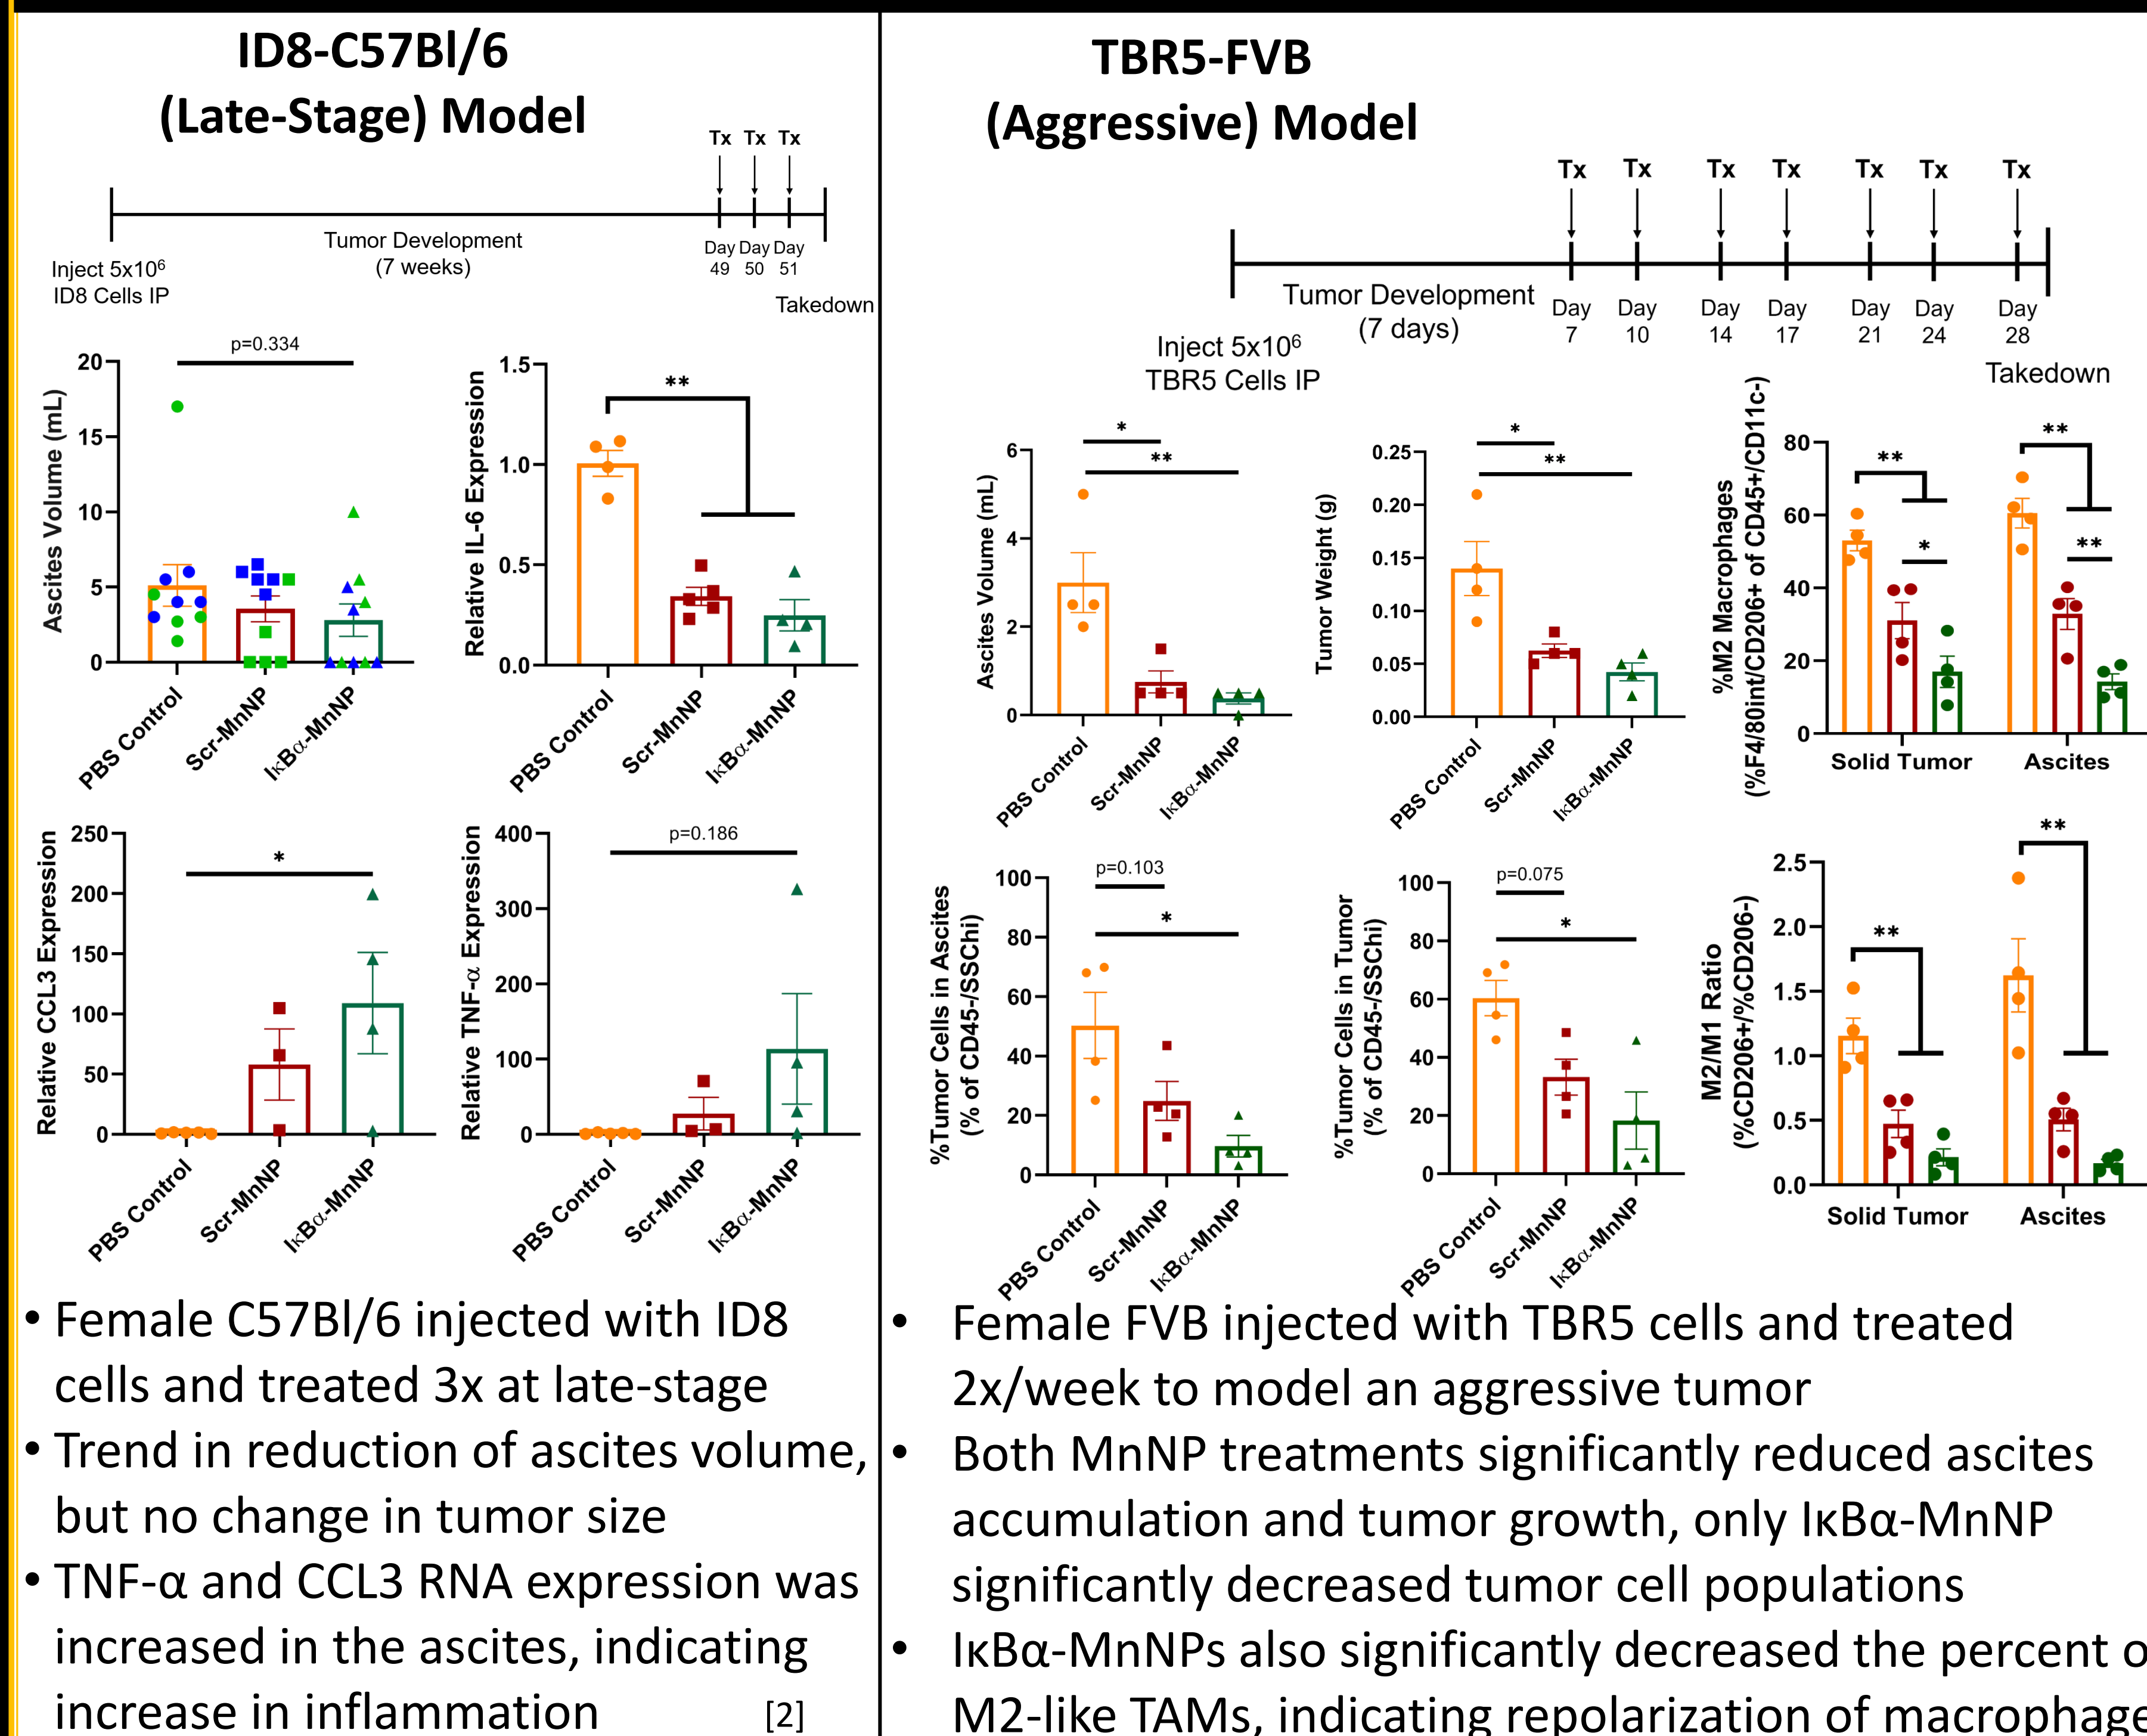 ID8-C57Bl/6
(Late-Stage) Model
Tx Tx Tx
Tumor Development
(7 weeks)
Day Day Day
49 50 51
Inject 5x10⁶
ID8 Cells IP
Takedown
p=0.334
20
15
10
5
0
Ascites Volume (mL)
PBS Control
Scr-MnNP
IκBα-MnNP
**
1.5
1.0
0.5
0.0
Relative IL-6 Expression
PBS Control
Scr-MnNP
IκBα-MnNP
*
250
200
150
100
50
0
Relative CCL3 Expression
PBS Control
Scr-MnNP
IκBα-MnNP
p=0.186
400
300
200
100
0
Relative TNF-α Expression
PBS Control
Scr-MnNP
IκBα-MnNP
• Female C57Bl/6 injected with ID8
cells and treated 3x at late-stage
• Trend in reduction of ascites volume,
but no change in tumor size
• TNF-α and CCL3 RNA expression was
increased in the ascites, indicating
increase in inflammation [2]
TBR5-FVB
(Aggressive) Model
Tx Tx Tx Tx Tx Tx Tx
Tumor Development
(7 days)
Day Day Day Day Day Day Day
7 10 14 17 21 24 28
Inject 5x10⁶
TBR5 Cells IP
Takedown
*
**
6
4
2
0
Ascites Volume (mL)
PBS Control
Scr-MnNP
IκBα-MnNP
*
**
0.25
0.20
0.15
0.10
0.05
0.00
Tumor Weight (g)
PBS Control
Scr-MnNP
IκBα-MnNP
**
**
*
**
80
60
40
20
0
%M2 Macrophages
(%F4/80int/CD206+ of CD45+/CD11c-)
Solid Tumor Ascites
p=0.103
*
100
80
60
40
20
0
%Tumor Cells in Ascites
(% of CD45-/SSChi)
PBS Control
Scr-MnNP
IκBα-MnNP
p=0.075
*
100
80
60
40
20
0
%Tumor Cells in Tumor
(% of CD45-/SSChi)
PBS Control
Scr-MnNP
IκBα-MnNP
**
**
2.5
2.0
1.5
1.0
0.5
0.0
M2/M1 Ratio
(%CD206+/%CD206-)
Solid Tumor Ascites
• Female FVB injected with TBR5 cells and treated
2x/week to model an aggressive tumor
• Both MnNP treatments significantly reduced ascites
accumulation and tumor growth, only IκBα-MnNP
significantly decreased tumor cell populations
• IκBα-MnNPs also significantly decreased the percent o
M2-like TAMs, indicating repolarization of macrophage